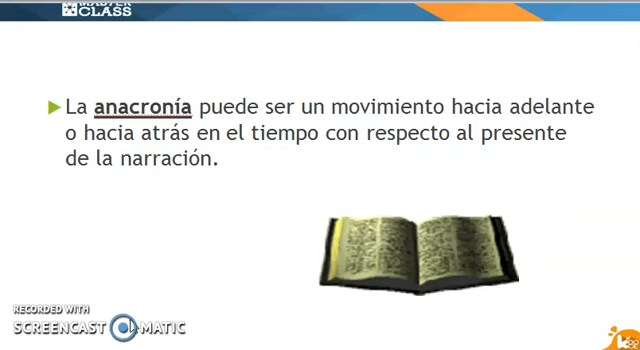 MASTER
CLASS
La anacronía puede ser un movimiento hacia adelante
o hacia atrás en el tiempo con respecto al presente
de la narración.
RECORDED WITH
SCREENCAST MATIC